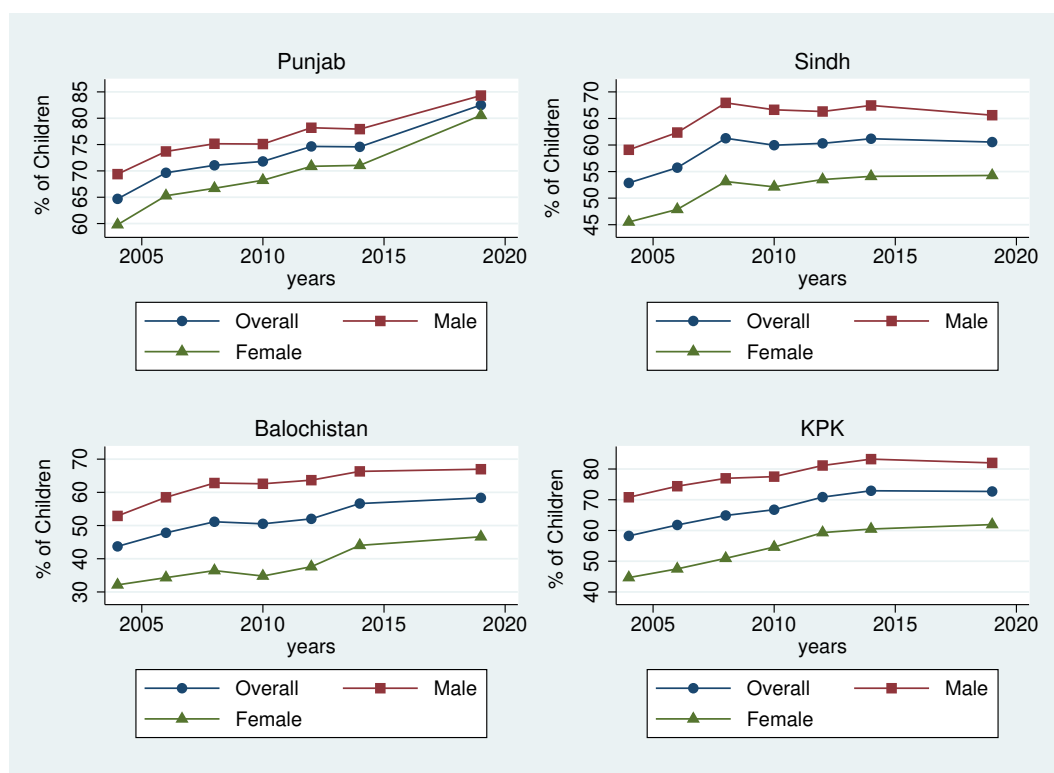 Punjab
% of Children
85
80
75
70
65
60
2005 2010 2015 2020
years
Overall Male
Female
Sindh
% of Children
70
65
60
55
50
45
2005 2010 2015 2020
years
Overall Male
Female
Balochistan
% of Children
70
60
50
40
30
2005 2010 2015 2020
years
Overall Male
Female
KPK
% of Children
80
70
60
50
40
2005 2010 2015 2020
years
Overall Male
Female